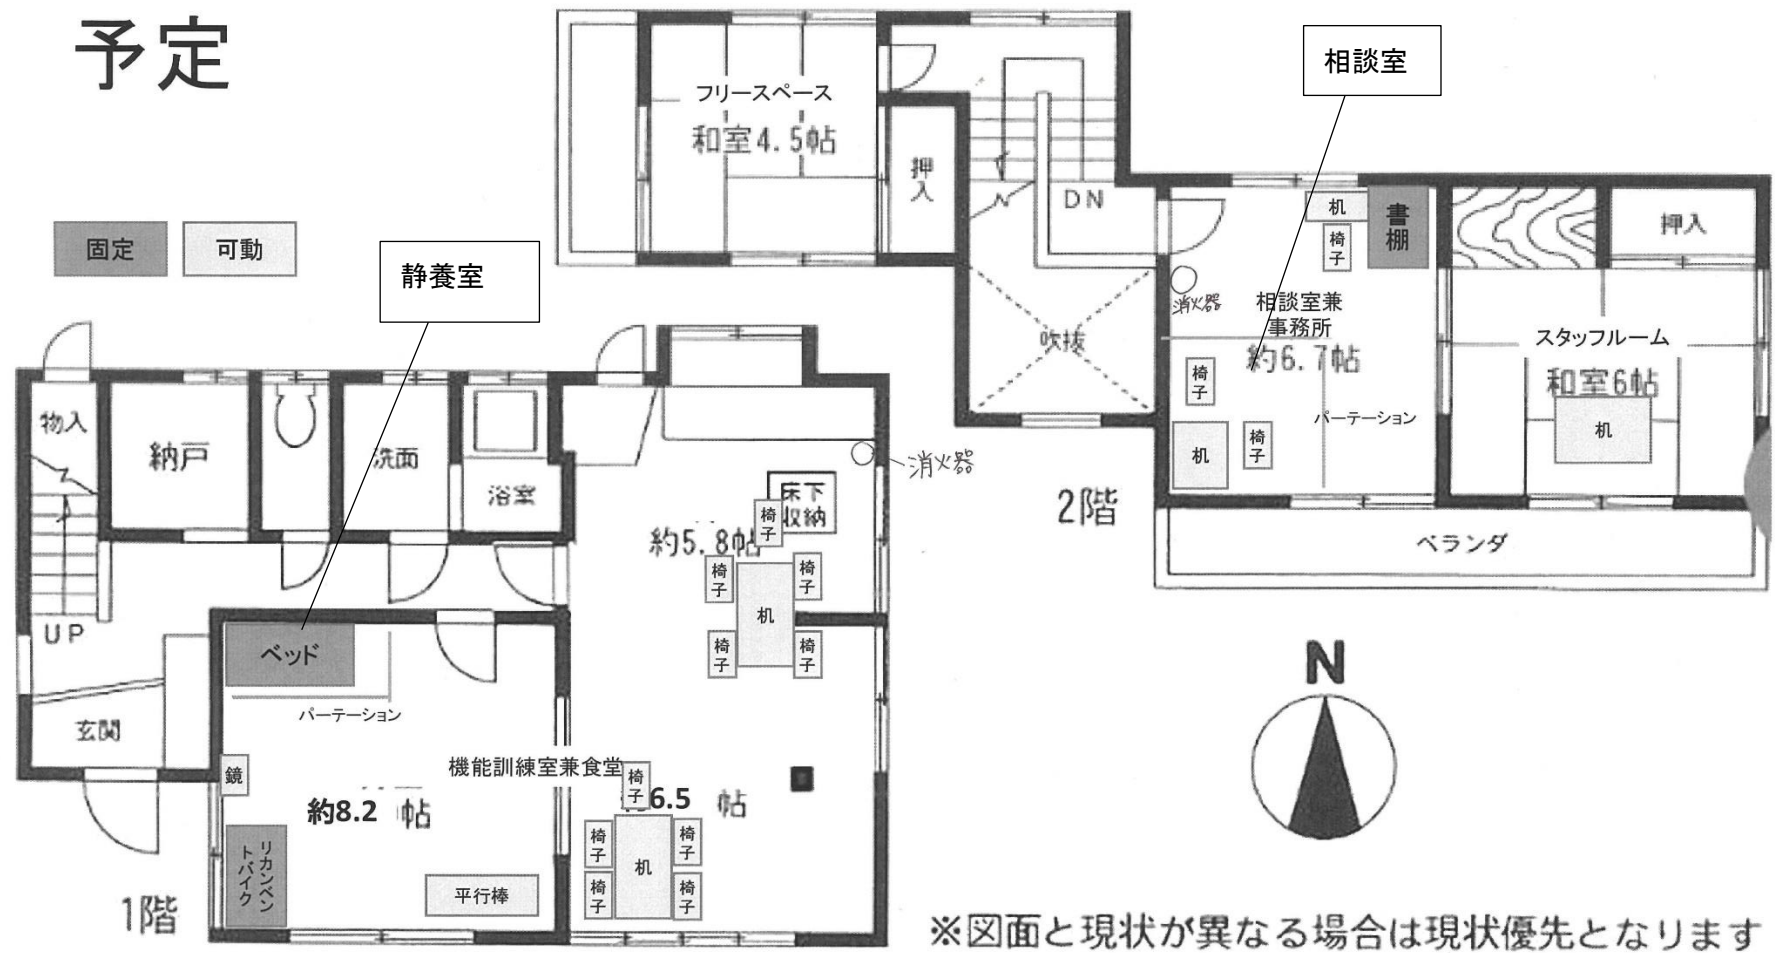 予定
固定
可動
静養室
相談室
フリースペース
和室4.5帖
押入
DN
吹抜
机
椅子
書棚
消火器
相談室兼
事務所
約6.7帖
椅子
机
椅子
パーテーション
押入
スタッフルーム
和室6帖
机
2階
ベランダ
物入
納戸
洗面
浴室
UP
玄関
消火器
床下
収納
約5.8帖
椅子
椅子
椅子
机
椅子
椅子
ベッド
パーテーション
鏡
機能訓練室兼食堂
約8.2
帖
リカンベン
トバイク
平行棒
椅子
6.5
帖
椅子
椅子
机
椅子
椅子
1階
N
※図面と現状が異なる場合は現状優先となります